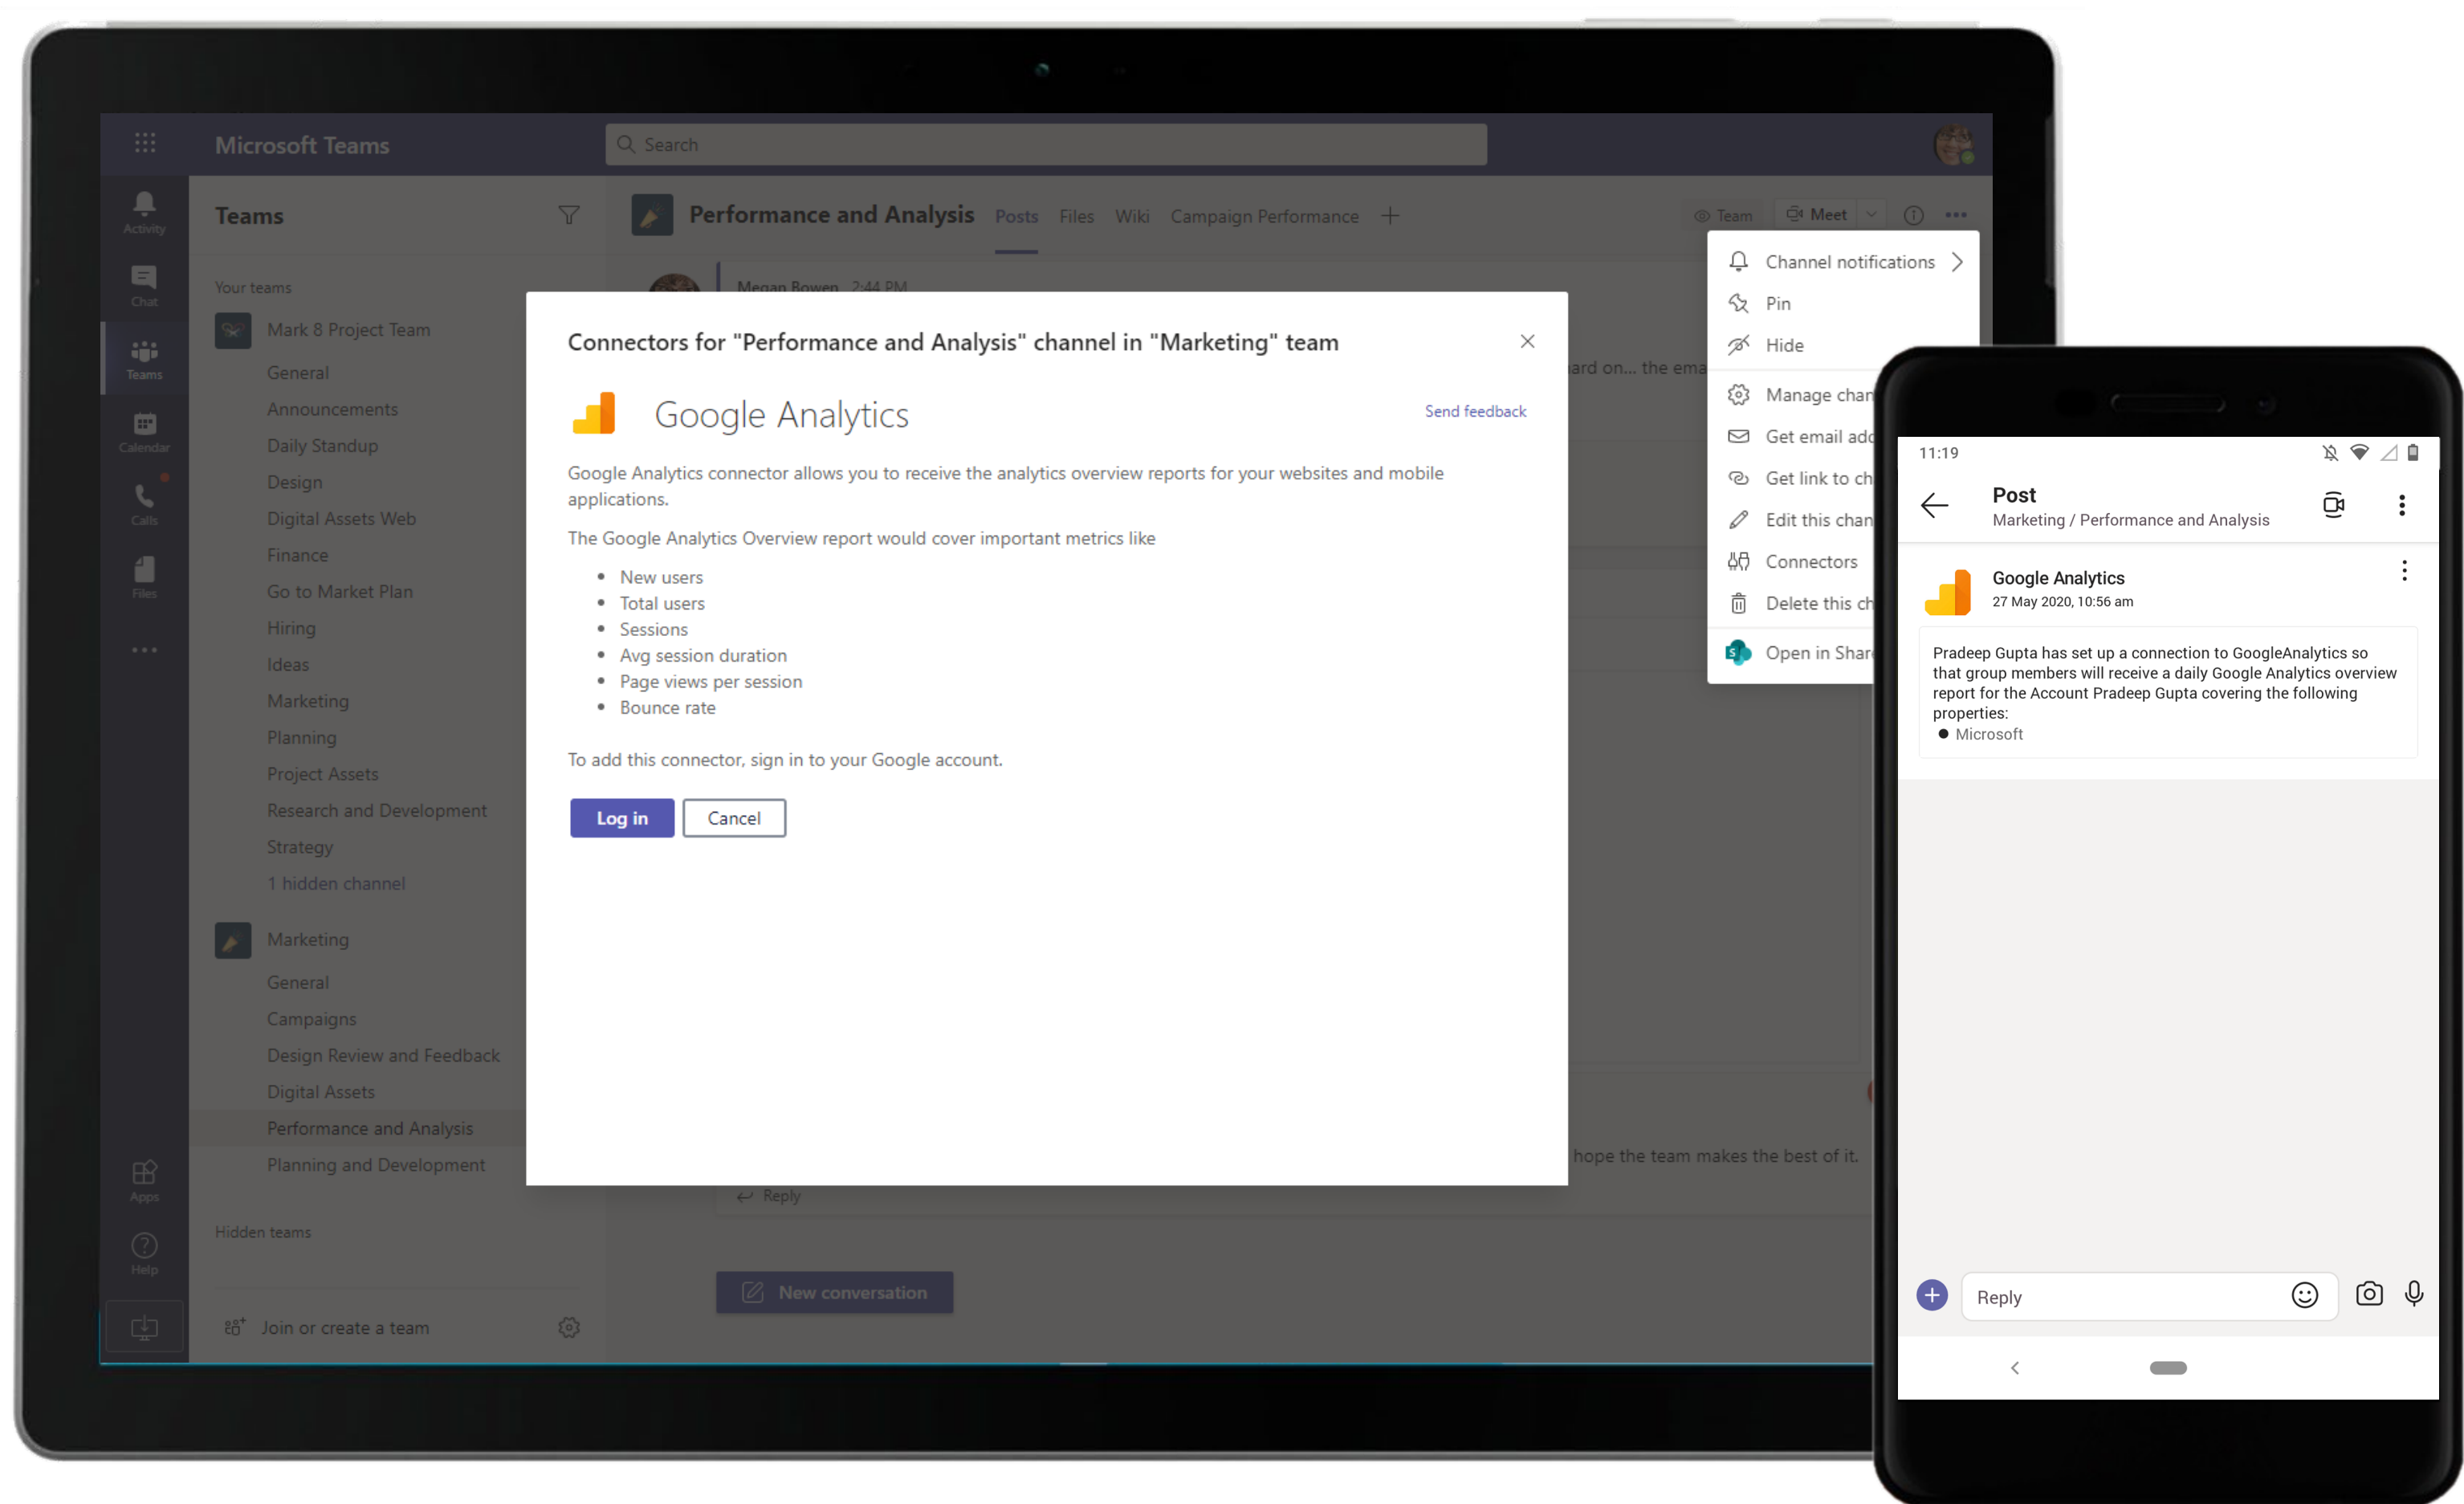 Microsoft Teams
Search
Activity
Chat
Teams
Calendar
Calls
Files
Apps
Help
Teams
Your teams
Mark 8 Project Team
General
Announcements
Daily Standup
Design
Digital Assets Web
Finance
Go to Market Plan
Hiring
Ideas
Marketing
Planning
Project Assets
Research and Development
Strategy
1 hidden channel
Marketing
General
Campaigns
Design Review and Feedback
Digital Assets
Performance and Analysis
Planning and Development
Hidden teams
Join or create a team
Performance and Analysis Posts Files Wiki Campaign Performance
Team Meet
Megan Bowen 2:44 PM
Connectors for "Performance and Analysis" channel in "Marketing" team
Google Analytics
Send feedback
Google Analytics connector allows you to receive the analytics overview reports for your websites and mobile
applications.
The Google Analytics Overview report would cover important metrics like
• New users
• Total users
• Sessions
• Avg session duration
• Page views per session
• Bounce rate
To add this connector, sign in to your Google account.
Log in Cancel
on... the
hope the team makes the best of it.
Reply
New conversation
Channel notifications
Pin
Hide
Manage
Get email
Get link to
Edit this
Connectors
Delete this
Open in
11:19
Post
Marketing / Performance and Analysis
Google Analytics
27 May 2020, 10:56 am
Pradeep Gupta has set up a connection to GoogleAnalytics so
that group members will receive a daily Google Analytics overview
report for the Account Pradeep Gupta covering the following
properties:
● Microsoft
Reply